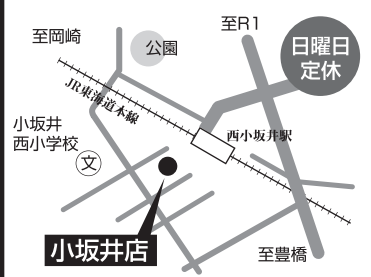 至岡崎
公園
至R1
日曜日
定休
JR東海道本線
西小坂井駅
小坂井
西小学校
文
小坂井店
至豊橋